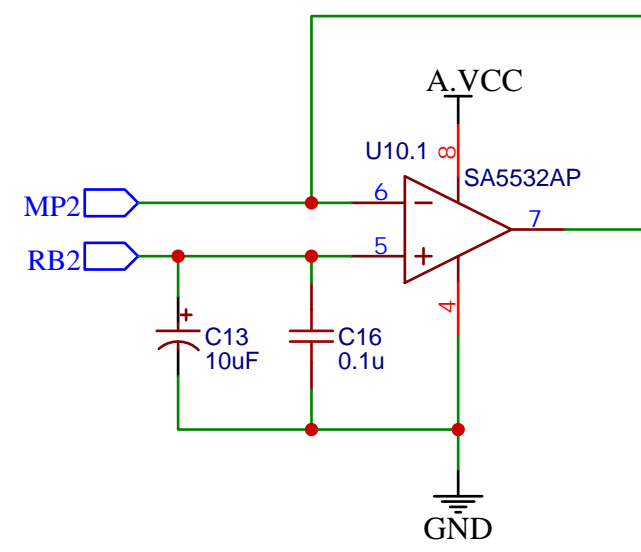 A.VCC
U10.1
8
SA5532AP
MP2
6
7
RB2
5
4
C13
10uF
C16
0.1u
GND